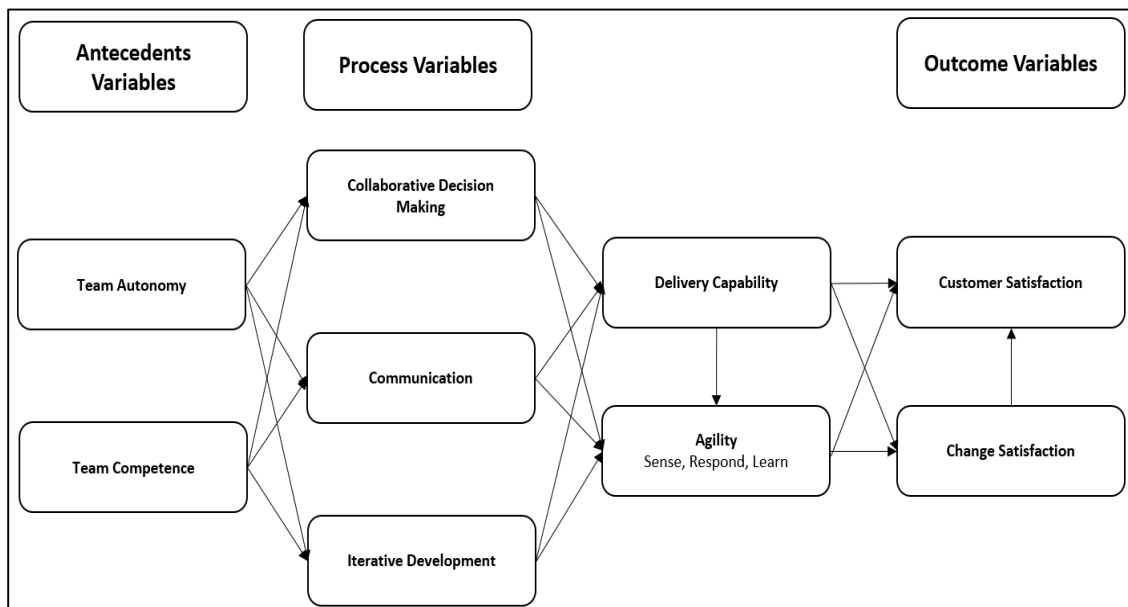 Antecedents
Variables
Process Variables
Outcome Variables
Collaborative Decision
Making
Team Autonomy
Delivery Capability
Customer Satisfaction
Communication
Team Competence
Agility
Sense, Respond, Learn
Change Satisfaction
Iterative Development